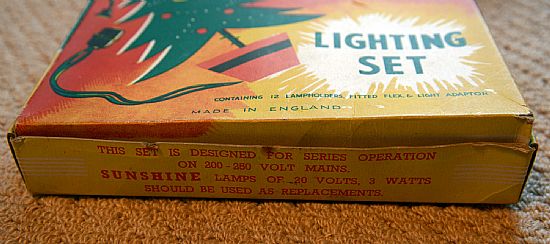 LIGHTING
SET
CONTAINING 12 LAMPHOLDERS, FITTED FLEX, & LIGHT ADAPTOR
MADE IN ENGLAND
THIS SET IS DESIGNED FOR SERIES OPERATION
ON 200-250 VOLT MAINS.
SUNSHINE LAMPS OF 20 VOLTS, 3 WATTS
SHOULD BE USED AS REPLACEMENTS.